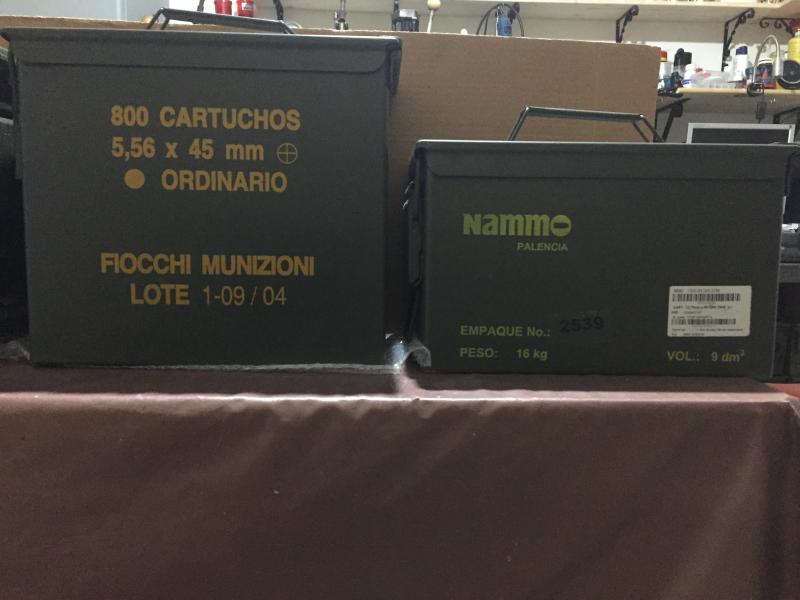 800 CARTUCHOS
5,56 x 45 mm
ORDINARIO
FIOCCHI MUNIZIONI
LOTE 1-09 / 04
Nammo
PALENCIA
EMPAQUE No.: 2539
PESO: 16 kg
VOL.: 9 dm³